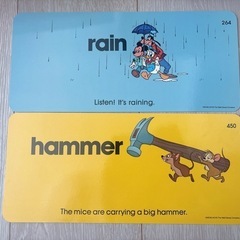 264
rain
Listen! It's raining.
450
hammer
The mice are carrying a big hammer.